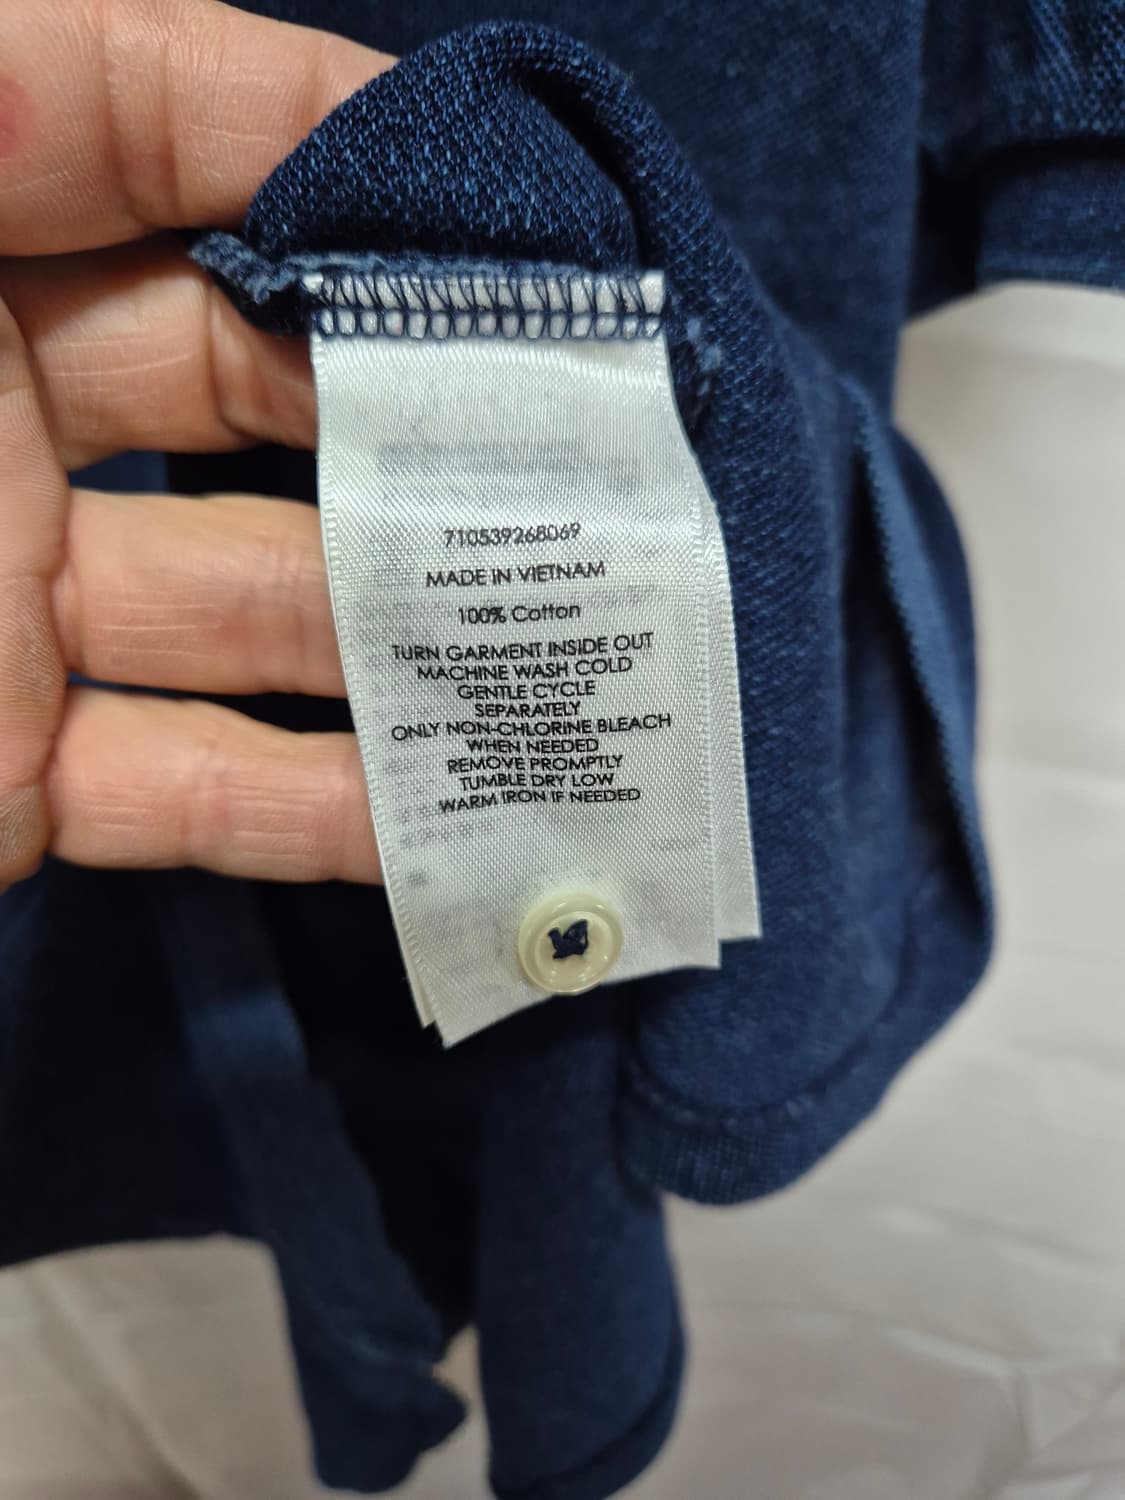 710539268069
MADE IN VIETNAM
100% Cotton
TURN GARMENT INSIDE OUT
MACHINE WASH COLD
GENTLE CYCLE
SEPARATELY
ONLY NON-CHLORINE BLEACH
WHEN NEEDED
REMOVE PROMPTLY
TUMBLE DRY LOW
WARM IRON IF NEEDED